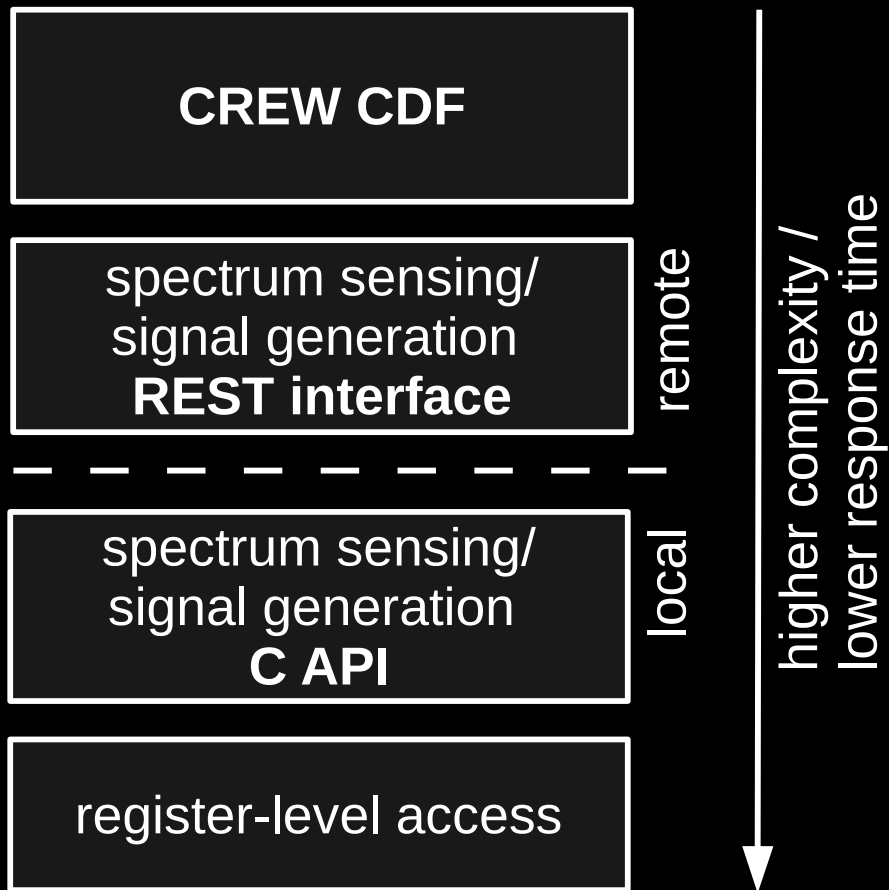 CREW CDF
spectrum sensing/
signal generation
REST interface
remote
spectrum sensing/
signal generation
C API
local
register-level access
higher complexity /
lower response time